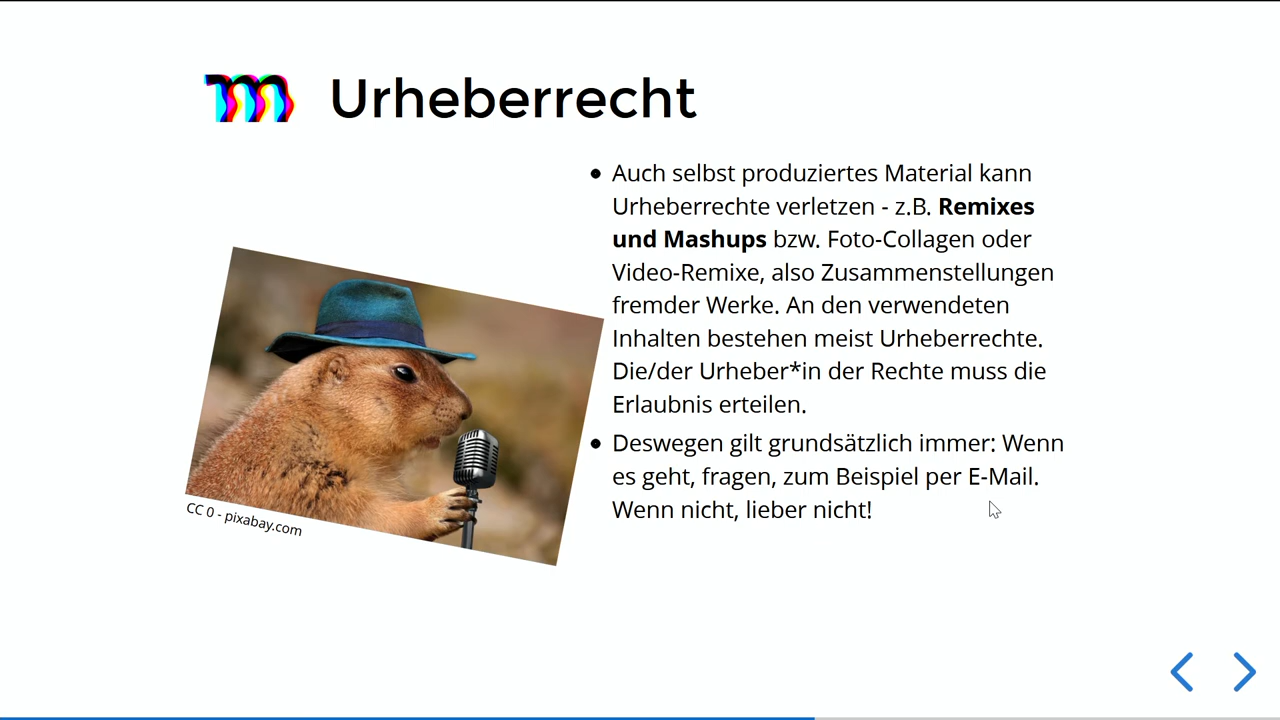 m Urheberrecht
• Auch selbst produziertes Material kann
Urheberrechte verletzen - z.B. Remixes
und Mashups bzw. Foto-Collagen oder
Video-Remixe, also Zusammenstellungen
fremder Werke. An den verwendeten
Inhalten bestehen meist Urheberrechte.
Die/der Urheber*in der Rechte muss die
Erlaubnis erteilen.
• Deswegen gilt grundsätzlich immer: Wenn
es geht, fragen, zum Beispiel per E-Mail.
Wenn nicht, lieber nicht!
CC 0 - pixabay.com